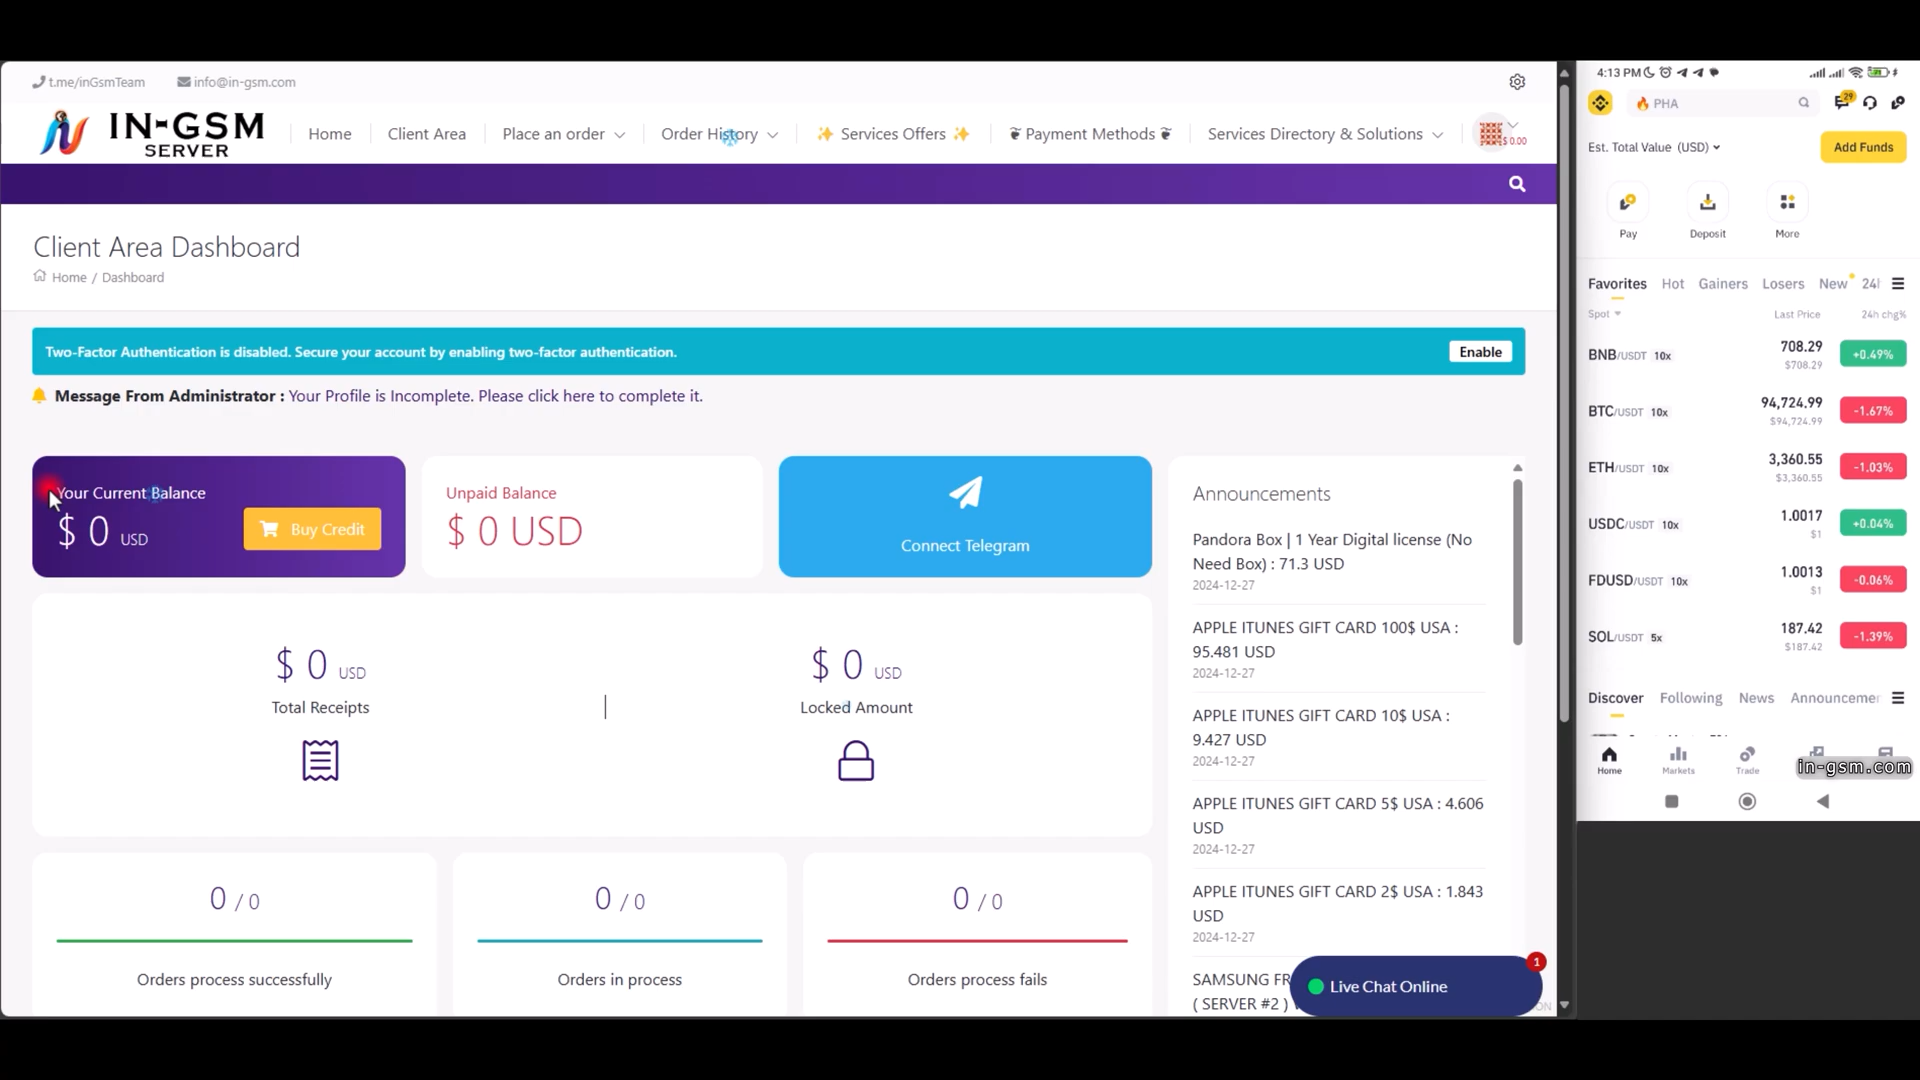 t.me/inGsmTeam info@in-gsm.com
IN-GSM
SERVER
Home Client Area Place an order Order History ✨ Services Offers ✨ Payment Methods Services Directory & Solutions $ 0.00
Client Area Dashboard
Home / Dashboard
Two-Factor Authentication is disabled. Secure your account by enabling two-factor authentication. Enable
Message From Administrator : Your Profile is Incomplete. Please click here to complete it.
Your Current Balance
$ 0 USD
Buy Credit
Unpaid Balance
$ 0 USD
Connect Telegram
$ 0 USD
Total Receipts
$ 0 USD
Locked Amount
0 / 0
Orders process successfully
0 / 0
Orders in process
0 / 0
Orders process fails
Announcements
Pandora Box | 1 Year Digital license (No
Need Box) : 71.3 USD
2024-12-27
APPLE ITUNES GIFT CARD 100$ USA :
95.481 USD
2024-12-27
APPLE ITUNES GIFT CARD 10$ USA :
9.427 USD
2024-12-27
APPLE ITUNES GIFT CARD 5$ USA : 4.606
USD
2024-12-27
APPLE ITUNES GIFT CARD 2$ USA : 1.843
USD
2024-12-27
SAMSUNG FR
( SERVER #2 )
Live Chat Online
1
4:13 PM
PHA
29
Est. Total Value (USD)
Add Funds
Pay Deposit More
Favorites Hot Gainers Losers New 24
Spot Last Price 24h chg%
BNB/USDT 10x 708.29 +0.49%
$708.29
BTC/USDT 10x 94,724.99 -1.67%
$94,724.99
ETH/USDT 10x 3,360.55 -1.03%
$3,360.55
USDC/USDT 10x 1.0017 +0.04%
$1
FDUSD/USDT 10x 1.0013 -0.06%
$1
SOL/USDT 5x 187.42 -1.39%
$187.42
Discover Following News Announcemer
Home Markets Trade
in-gsm.com